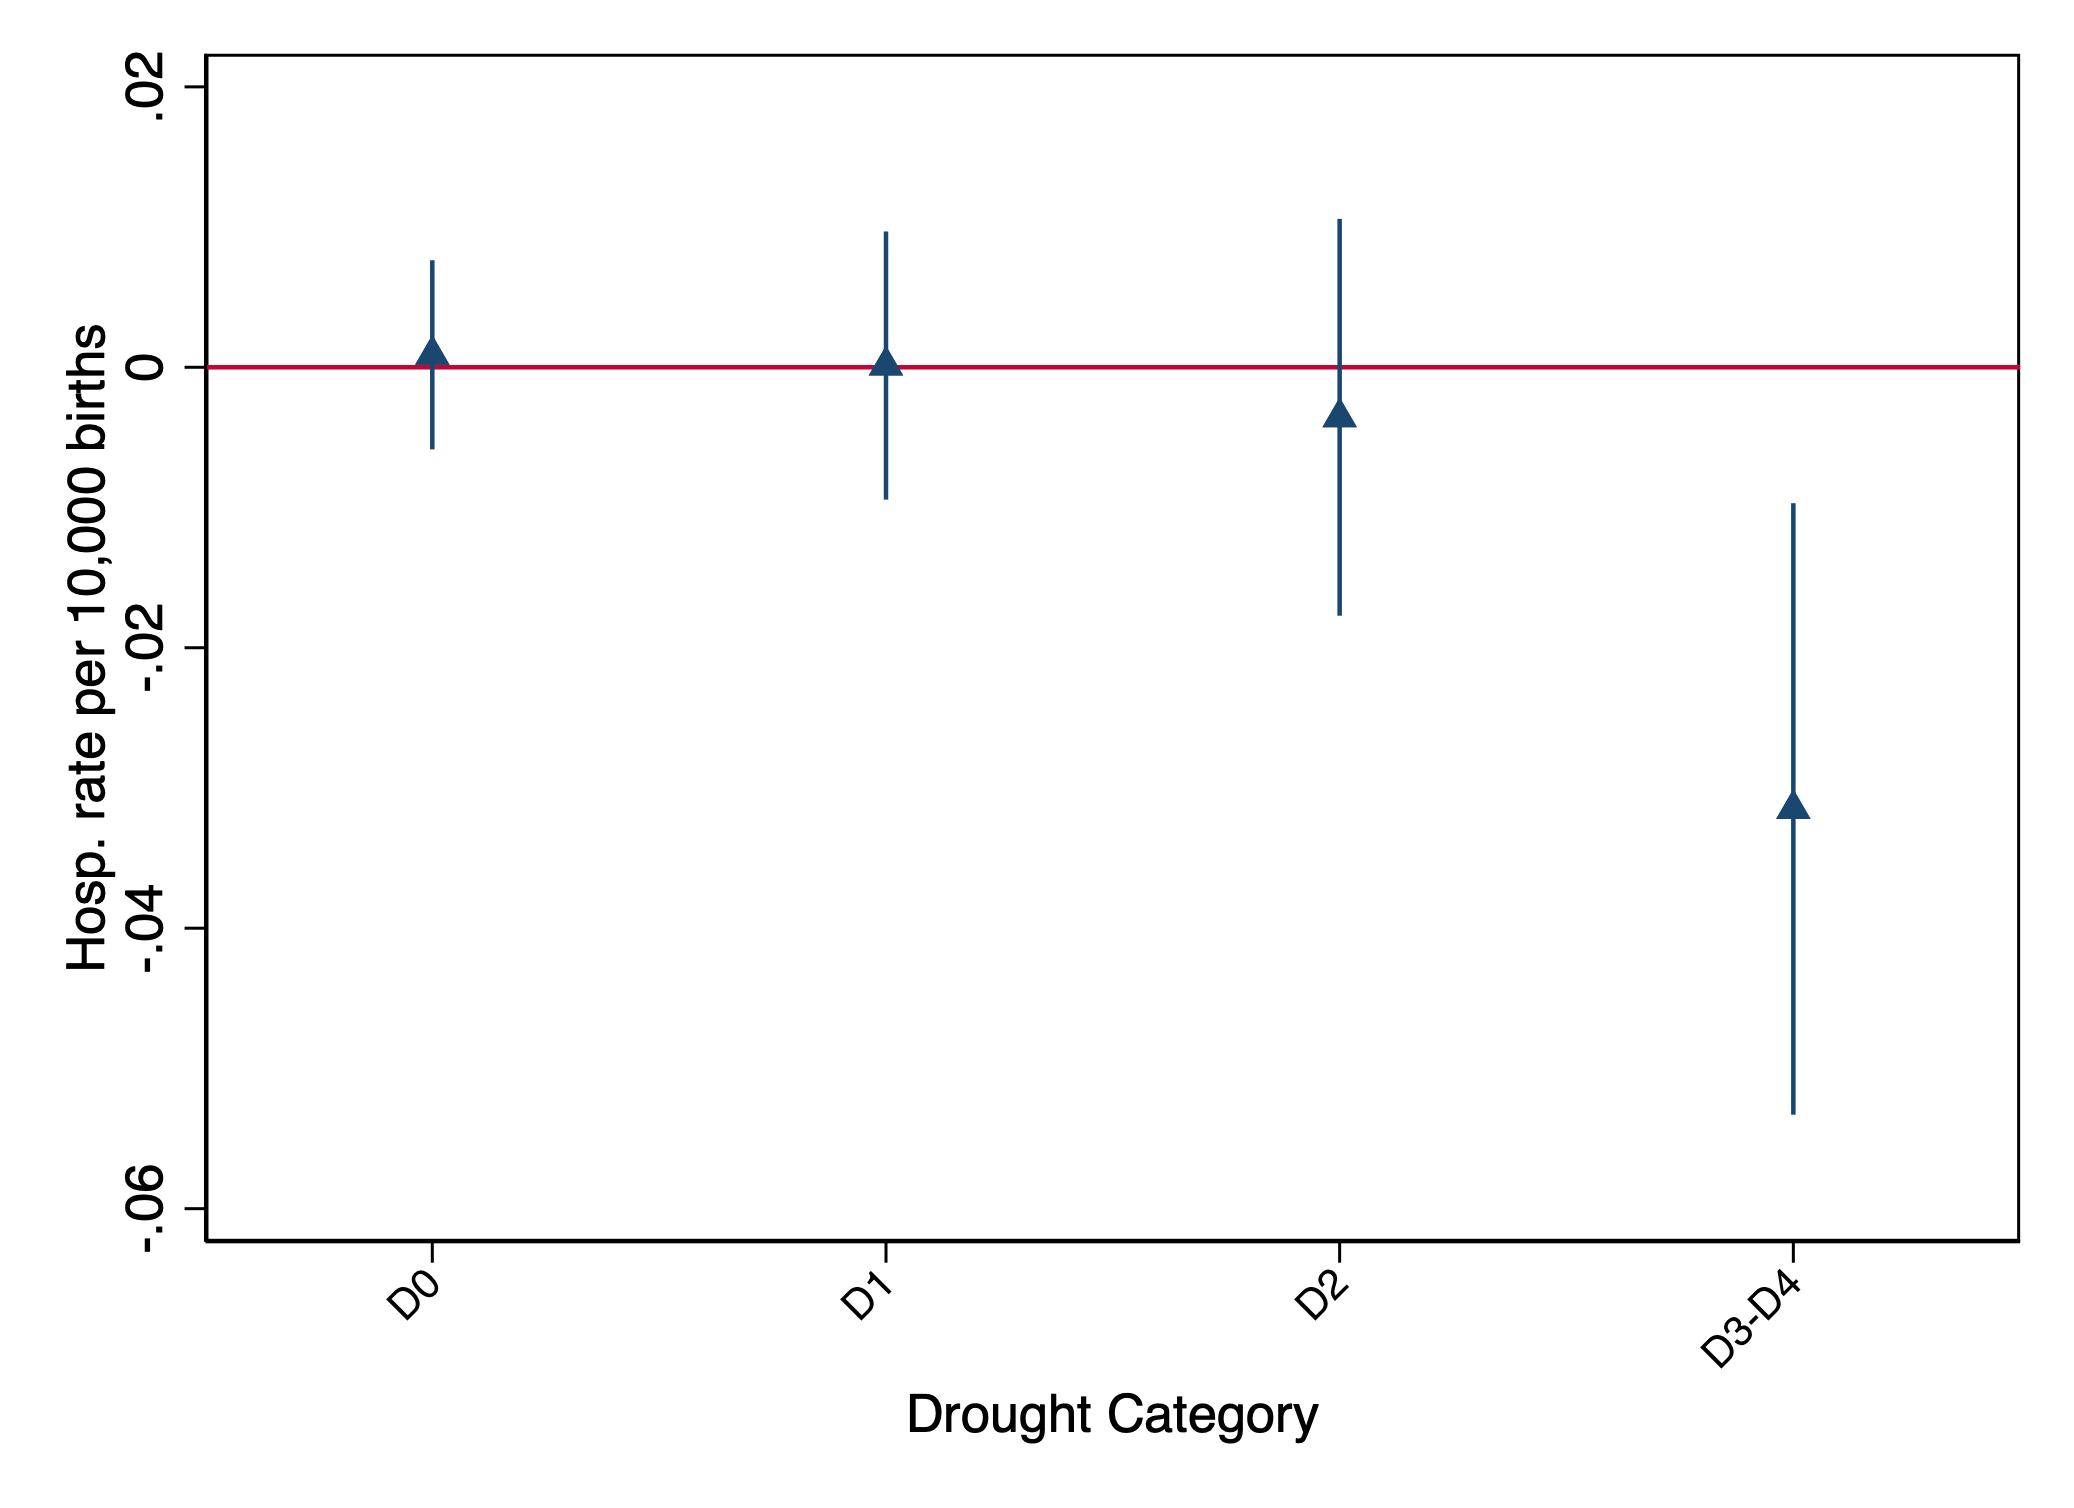 Hosp. rate per 10,000 births
.02
0
-.02
-.04
-.06
D0
D1
D2
D3-D4
Drought Category